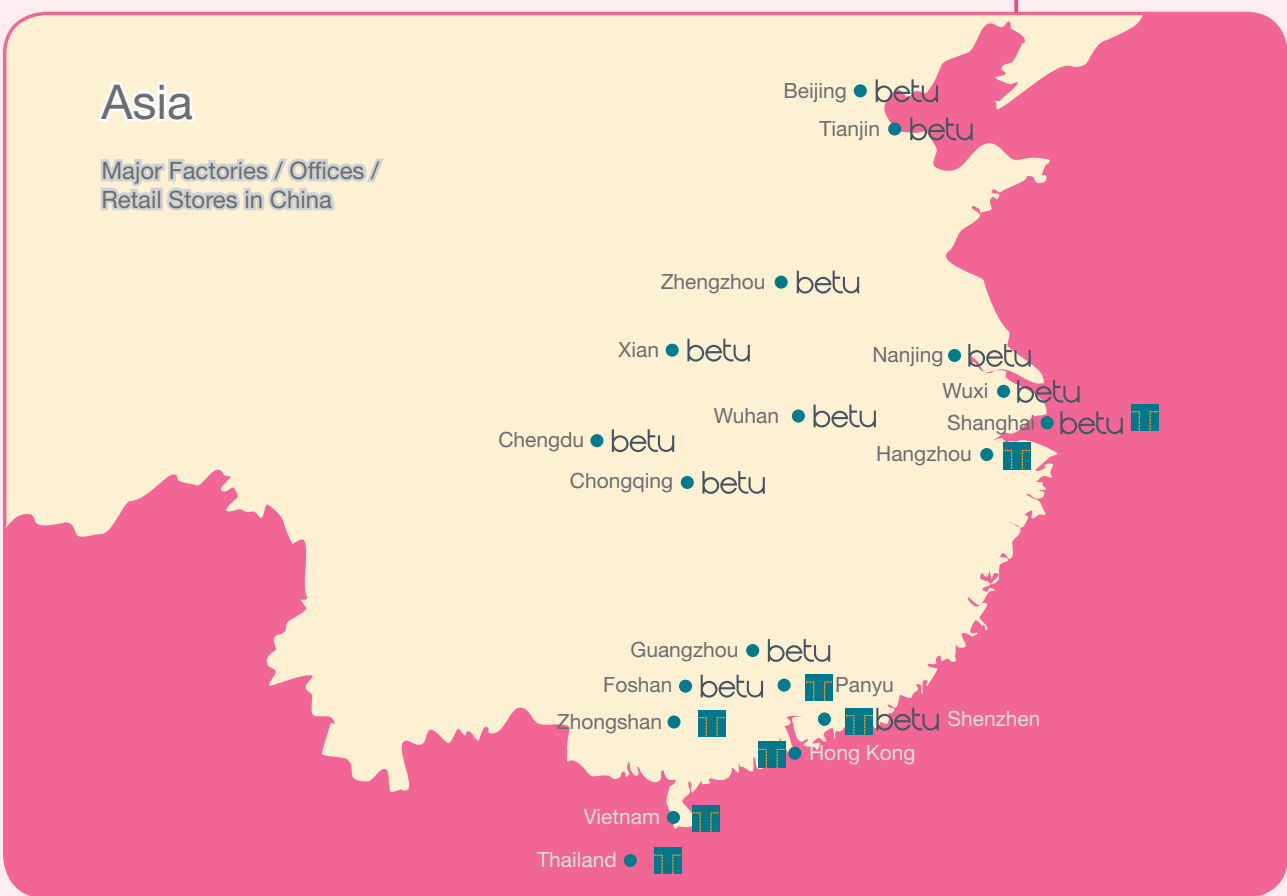 Asia
Major Factories / Offices /
Retail Stores in China
Beijing betu
Tianjin betu
Zhengzhou betu
Xian betu
Nanjing betu
Wuxi betu
Wuhan betu
Shanghai betu
Chengdu betu
Hangzhou
Chongqing betu
Guangzhou betu
Foshan betu
Panyu
Zhongshan
betu Shenzhen
Hong Kong
Vietnam
Thailand